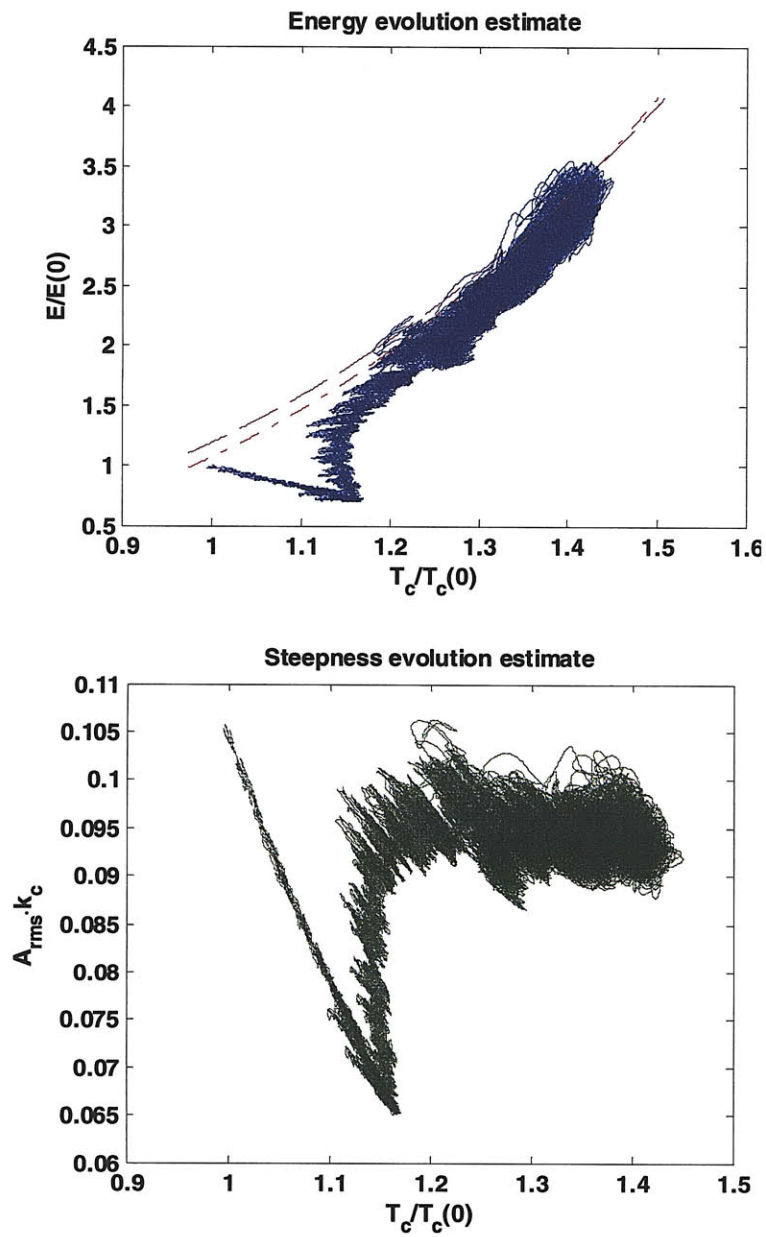 Energy evolution estimate
4.5
4
3.5
3
2.5
2
1.5
1
0.5
E/E(0)
0.9 1 1.1 1.2 1.3 1.4 1.5 1.6
T_c/T_c(0)
Steepness evolution estimate
0.11
0.105
0.1
0.095
0.09
0.085
0.08
0.075
0.07
0.065
0.06
A_rms.k_c
0.9 1 1.1 1.2 1.3 1.4 1.5
T_c/T_c(0)